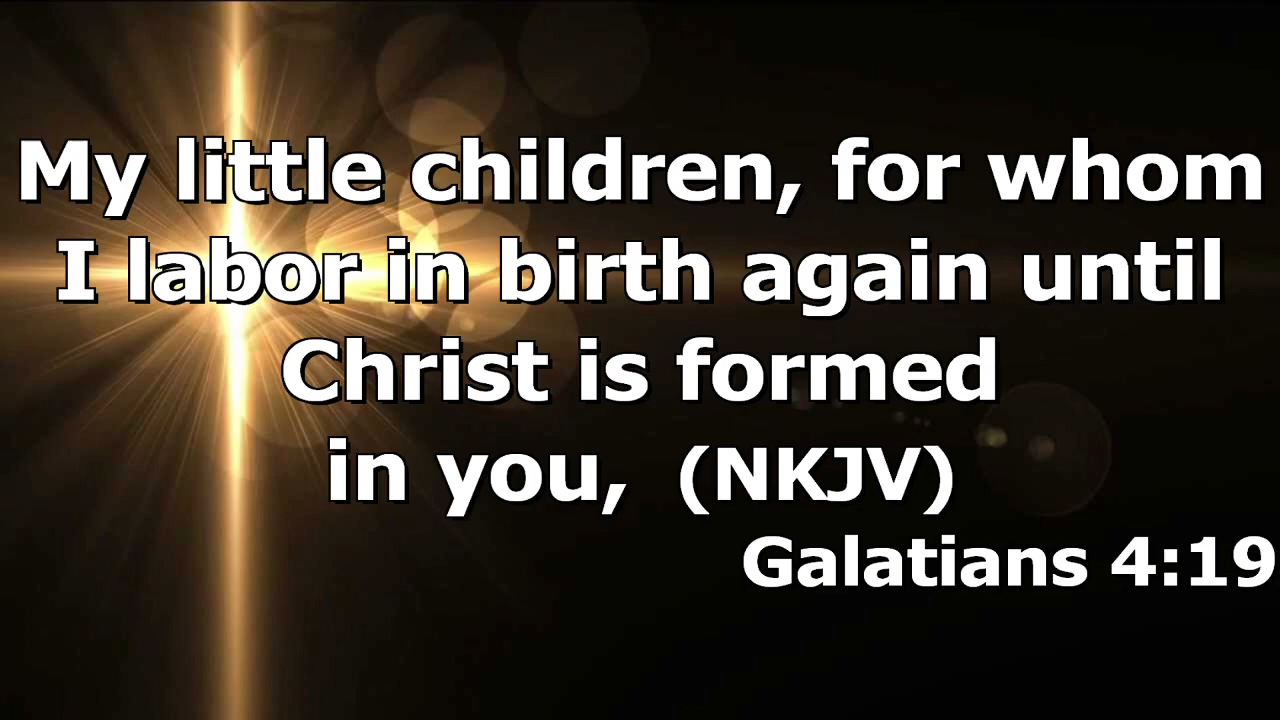 My little children, for whom
I labor in birth again until
Christ is formed
in you, (NKJV)
Galatians 4:19